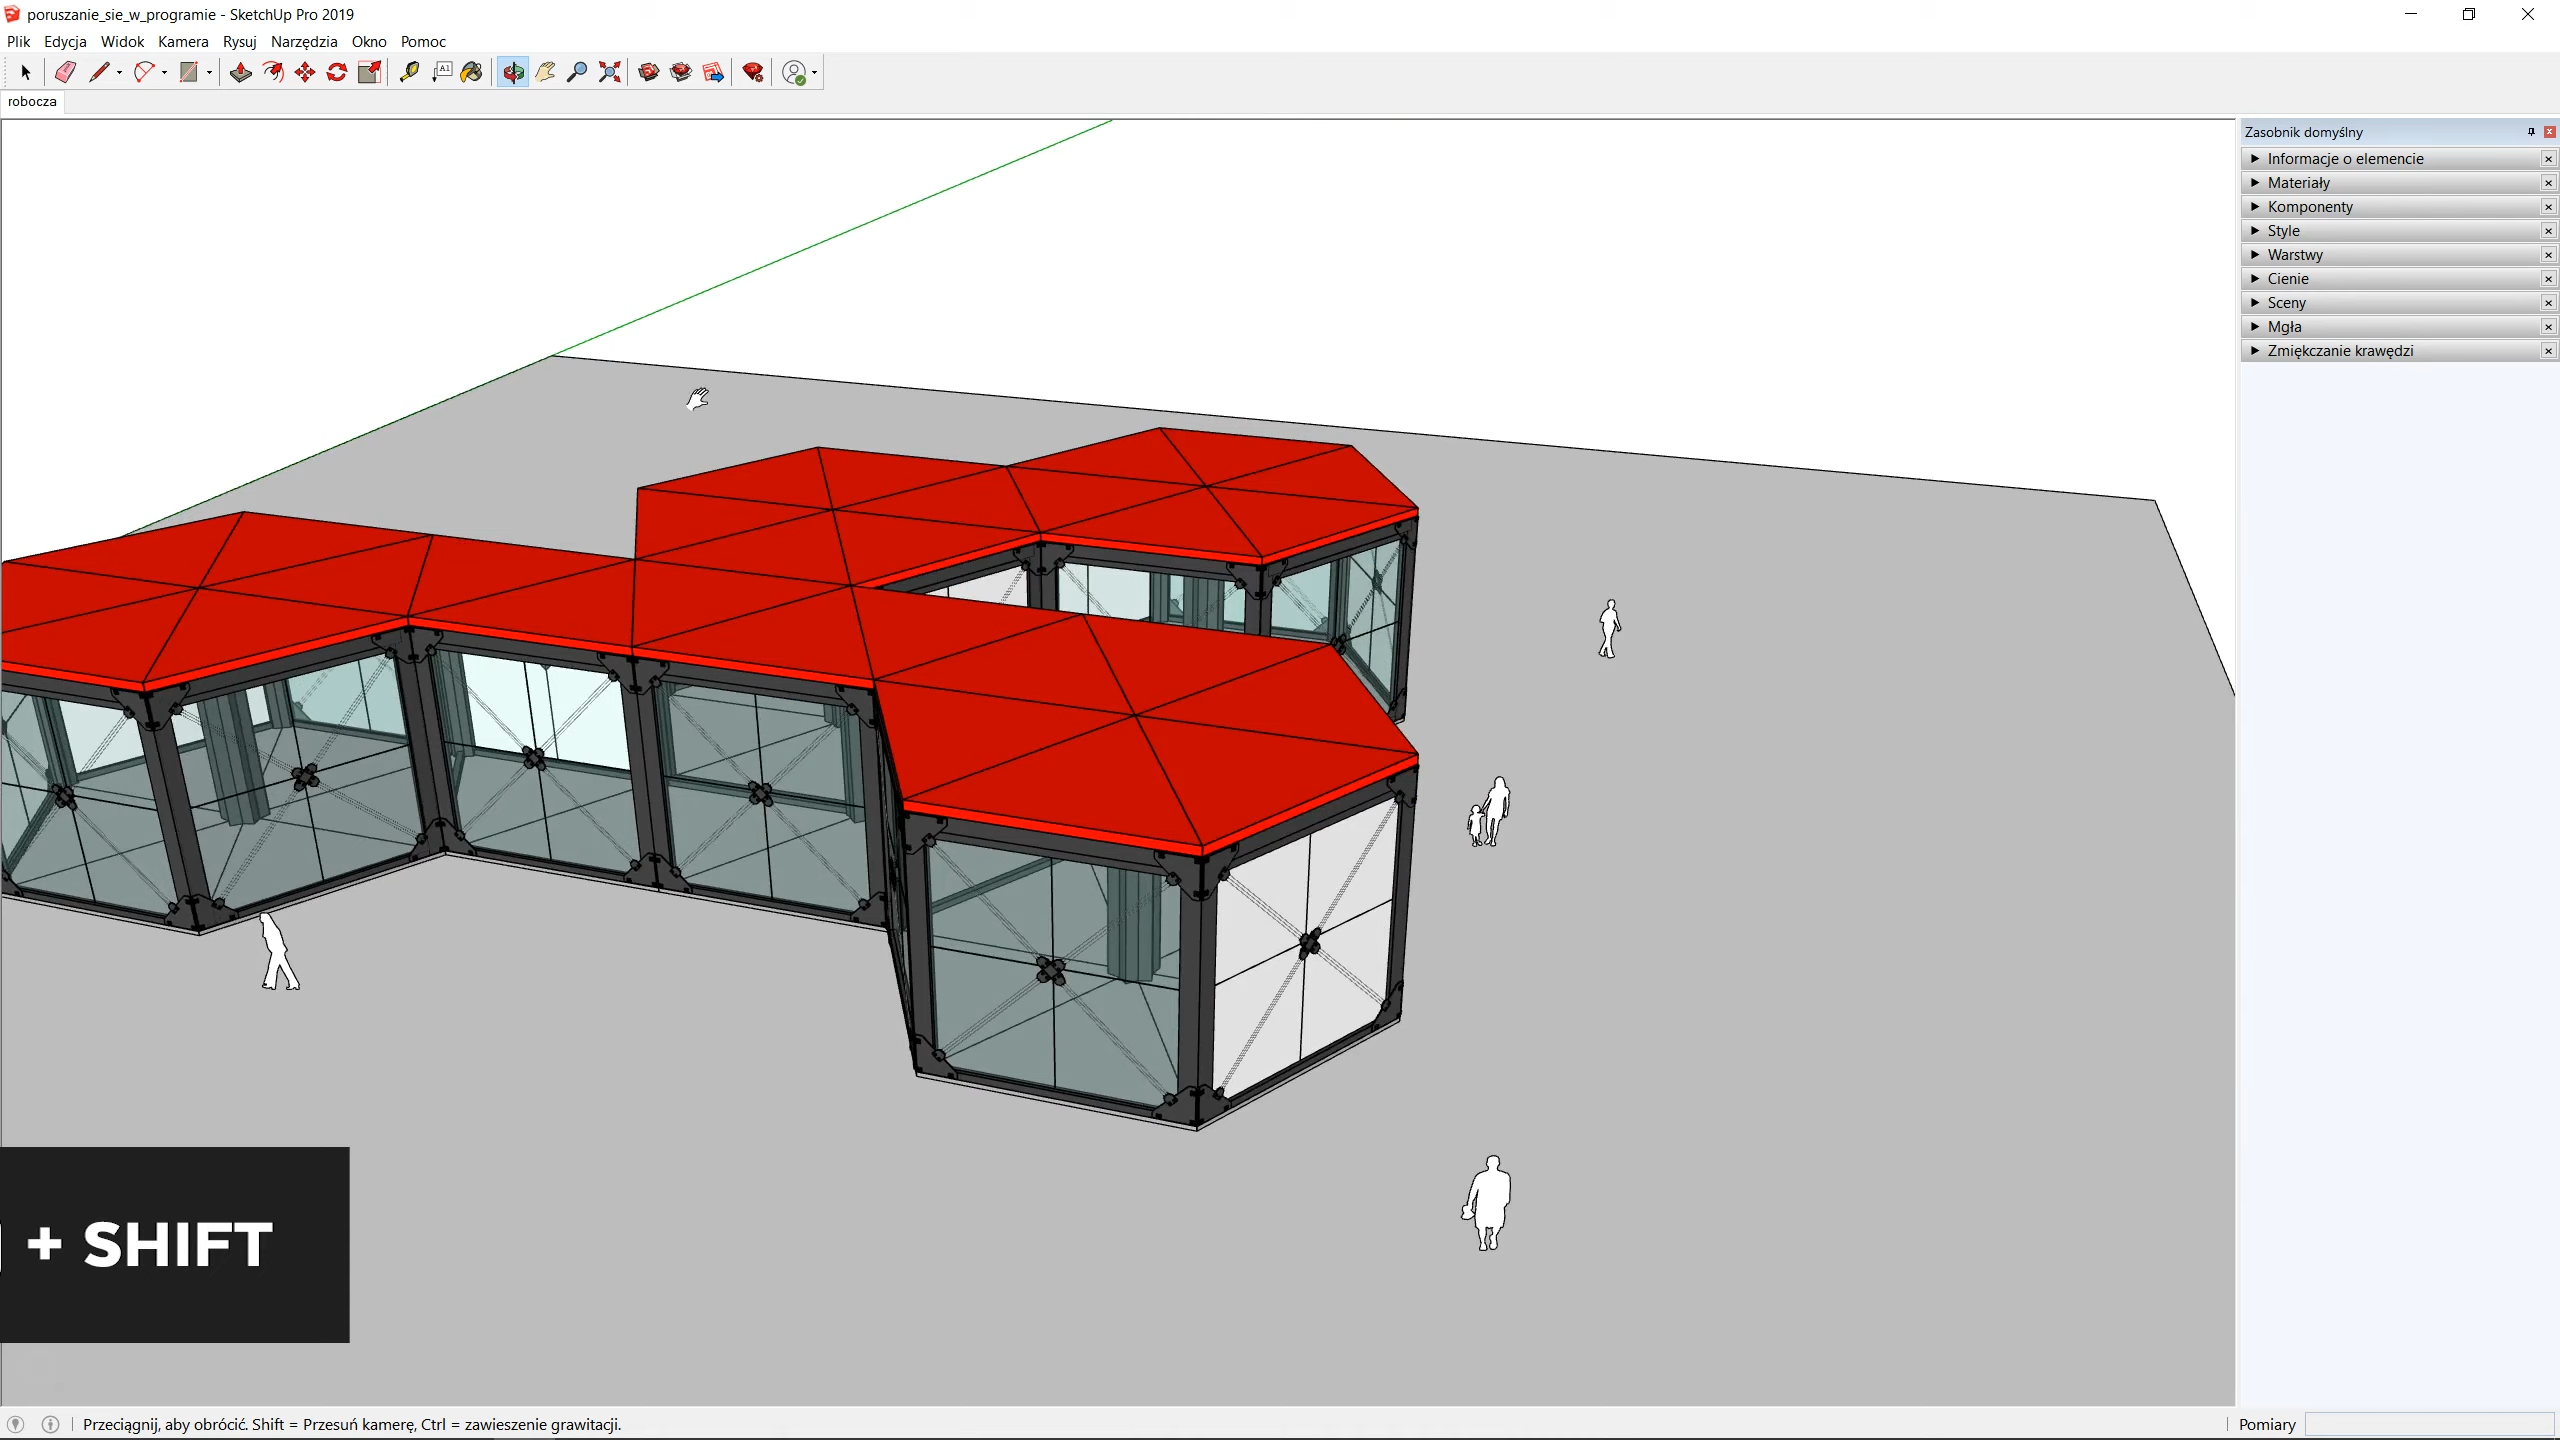 poruszanie_sie_w_programie - SketchUp Pro 2019
Plik Edycja Widok Kamera Rysuj Narzędzia Okno Pomoc
A1
robocza
Zasobnik domyślny
Informacje o elemencie
Materiały
Komponenty
Style
Warstwy
Cienie
Sceny
Mgła
Zmiękczanie krawędzi
+ SHIFT
Przeciągnij, aby obrócić. Shift = Przesuń kamerę, Ctrl = zawieszenie grawitacji.
Pomiary